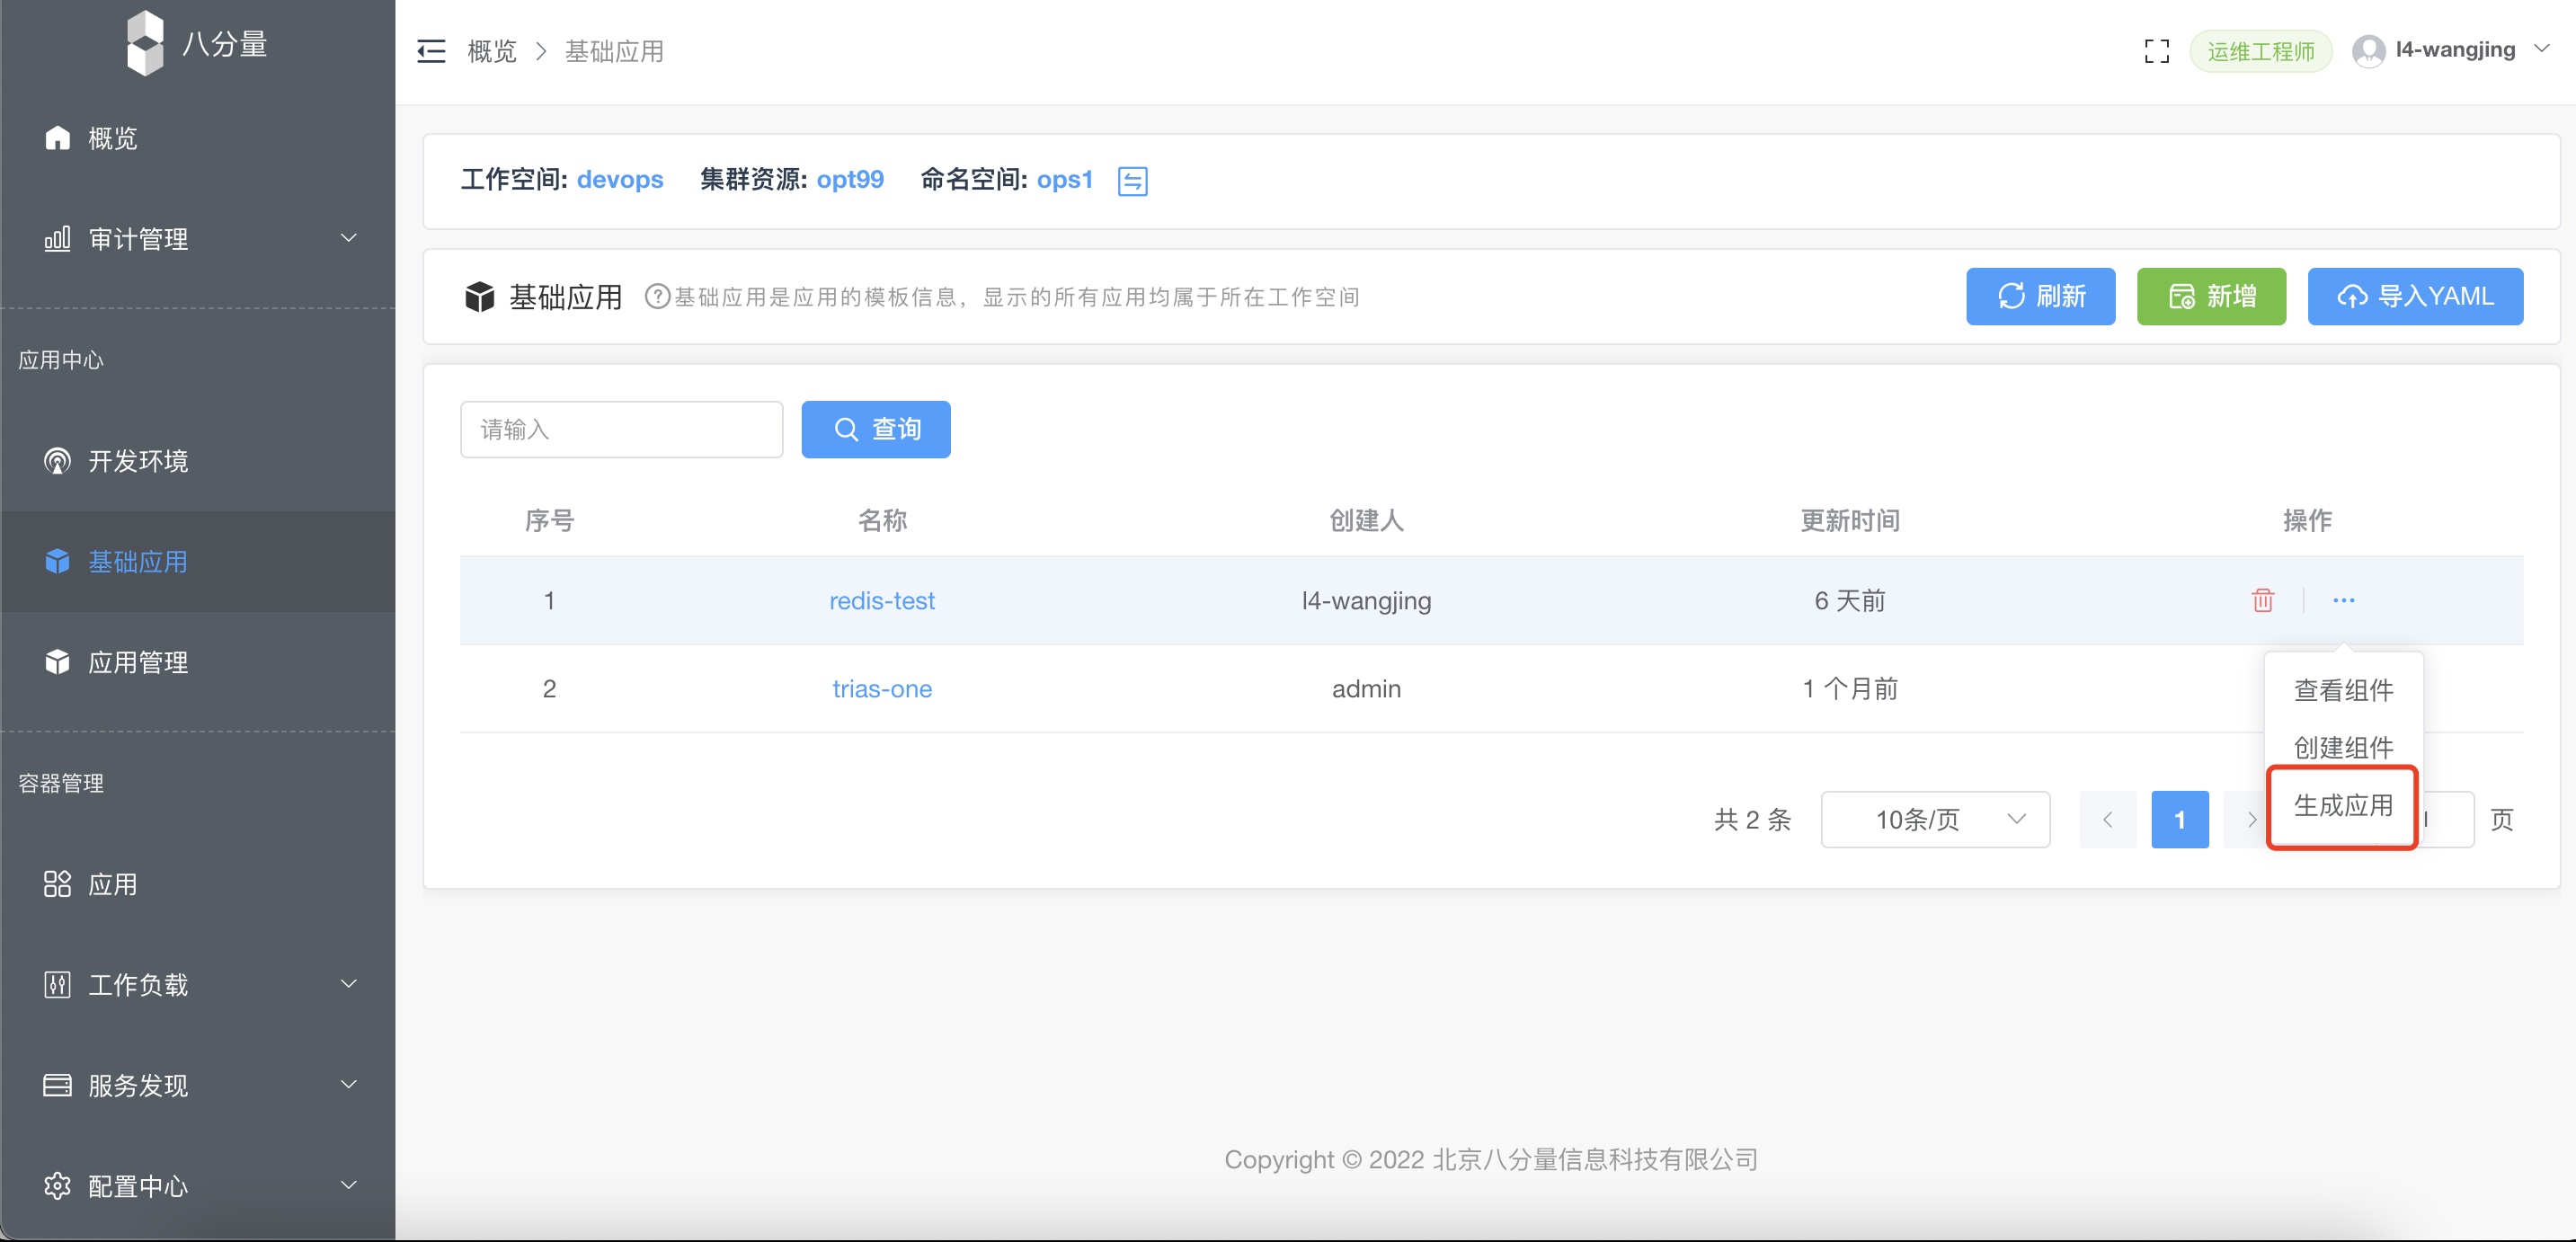 八分量
概览
审计管理
应用中心
开发环境
基础应用
应用管理
容器管理
应用
工作负载
服务发现
配置中心
概览 > 基础应用
运维工程师
l4-wangjing
工作空间: devops 集群资源: opt99 命名空间: ops1
基础应用
基础应用是应用的模板信息，显示的所有应用均属于所在工作空间
刷新
新增
导入YAML
请输入
查询
序号 名称 创建人 更新时间 操作
1 redis-test l4-wangjing 6 天前
2 trias-one admin 1 个月前
查看组件
创建组件
生成应用
共 2 条 10条/页 1 页
Copyright © 2022 北京八分量信息科技有限公司